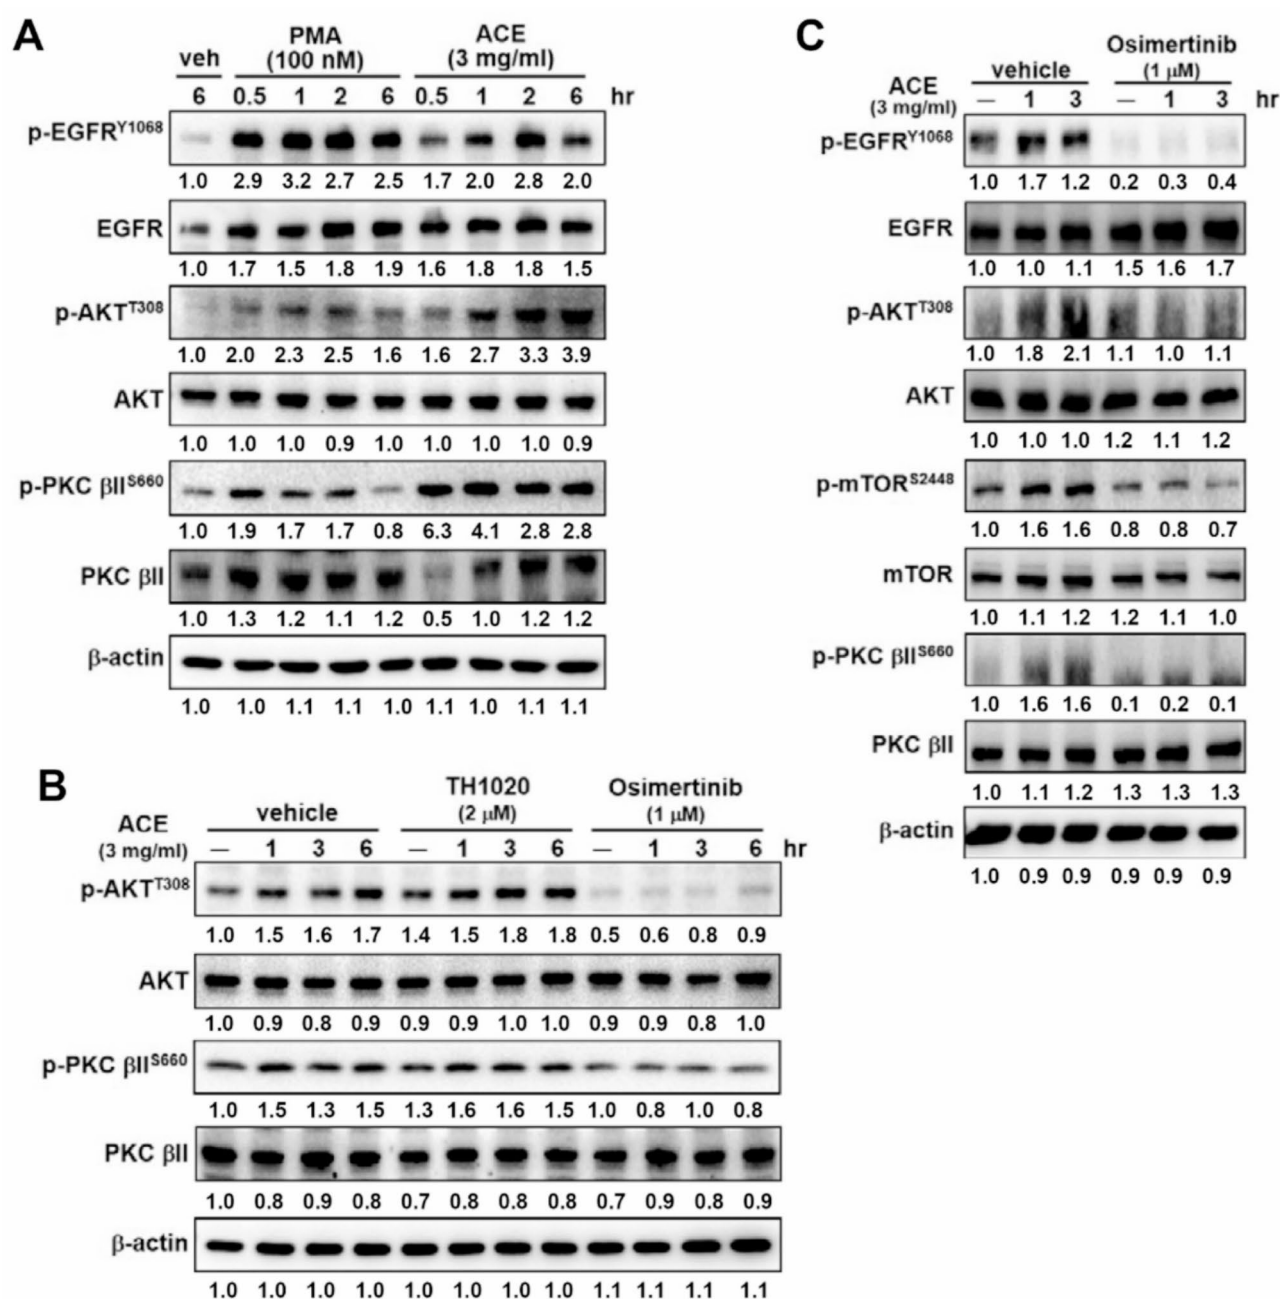 A
PMA
ACE
veh
(100 nM)
(3 mg/ml)
6 0.5 1 2 6 0.5 1 2 6 hr
p-EGFRY1068
1.0 2.9 3.2 2.7 2.5 1.7 2.0 2.8 2.0
EGFR
1.0 1.7 1.5 1.8 1.9 1.6 1.8 1.8 1.5
p-AKTT308
1.0 2.0 2.3 2.5 1.6 1.6 2.7 3.3 3.9
AKT
1.0 1.0 1.0 0.9 1.0 1.0 1.0 1.0 0.9
p-PKC βIIS660
1.0 1.9 1.7 1.7 0.8 6.3 4.1 2.8 2.8
PKC βII
1.0 1.3 1.2 1.1 1.2 0.5 1.0 1.2 1.2
β-actin
1.0 1.0 1.1 1.1 1.0 1.1 1.0 1.1 1.1
B
TH1020
Osimertinib
ACE
vehicle
(2 μM)
(1 μM)
(3 mg/ml) — 1 3 6 — 1 3 6 — 1 3 6 hr
p-AKTT308
1.0 1.5 1.6 1.7 1.4 1.5 1.8 1.8 0.5 0.6 0.8 0.9
AKT
1.0 0.9 0.8 0.9 0.9 0.9 1.0 1.0 0.9 0.9 0.8 1.0
p-PKC βIIS660
1.0 1.5 1.3 1.5 1.3 1.6 1.6 1.5 1.0 0.8 1.0 0.8
PKC βII
1.0 0.8 0.9 0.8 0.7 0.8 0.8 0.8 0.7 0.9 0.8 0.9
β-actin
1.0 1.0 1.0 1.0 1.0 1.0 1.0 1.0 1.1 1.1 1.1 1.1
C
Osimertinib
vehicle
(1 μM)
ACE
(3 mg/ml) — 1 3 — 1 3 hr
p-EGFRY1068
1.0 1.7 1.2 0.2 0.3 0.4
EGFR
1.0 1.0 1.1 1.5 1.6 1.7
p-AKTT308
1.0 1.8 2.1 1.1 1.0 1.1
AKT
1.0 1.0 1.0 1.2 1.1 1.2
p-mTORS2448
1.0 1.6 1.6 0.8 0.8 0.7
mTOR
1.0 1.1 1.2 1.2 1.1 1.0
p-PKC βIIS660
1.0 1.6 1.6 0.1 0.2 0.1
PKC βII
1.0 1.1 1.2 1.3 1.3 1.3
β-actin
1.0 0.9 0.9 0.9 0.9 0.9